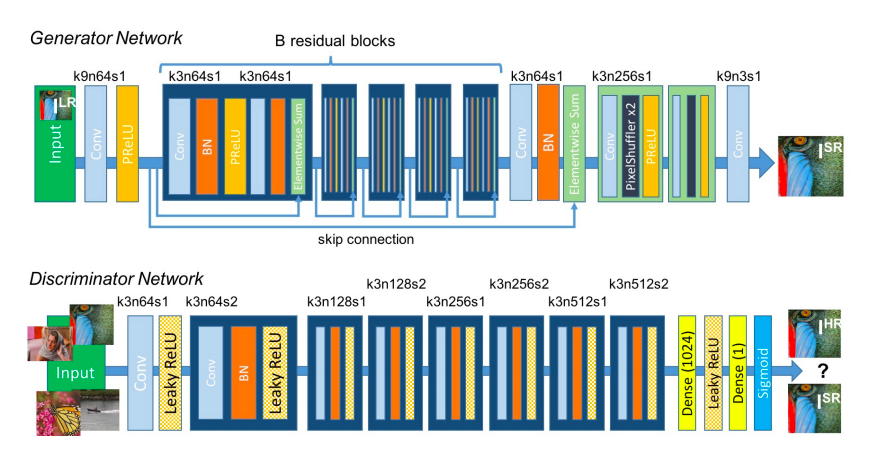 Generator Network
B residual blocks
k9n64s1
k3n64s1
k3n64s1
k3n64s1
k3n256s1
k9n3s1
LR
Input
Conv
PReLU
Conv
BN
PReLU
Elementwise Sum
Conv
BN
Elementwise Sum
Conv
PixelShuffler x2
PReLU
Conv
I SR
skip connection
Discriminator Network
k3n64s1
k3n64s2
k3n128s1
k3n128s2
k3n256s1
k3n256s2
k3n512s1
k3n512s2
Input
Conv
Leaky ReLU
Conv
BN
Leaky ReLU
Dense (1024)
Leaky ReLU
Dense (1)
Sigmoid
I HR
?
I SR